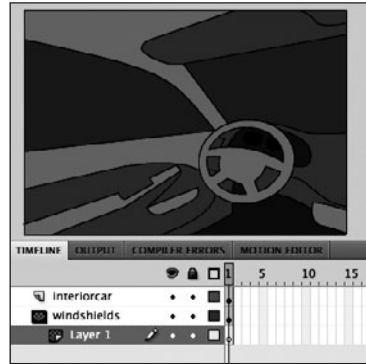 TIMELINE OUTPUT COMPILER ERRORS MOTION EDITOR
1 5 10 15
interiorcar
windshields
Layer 1